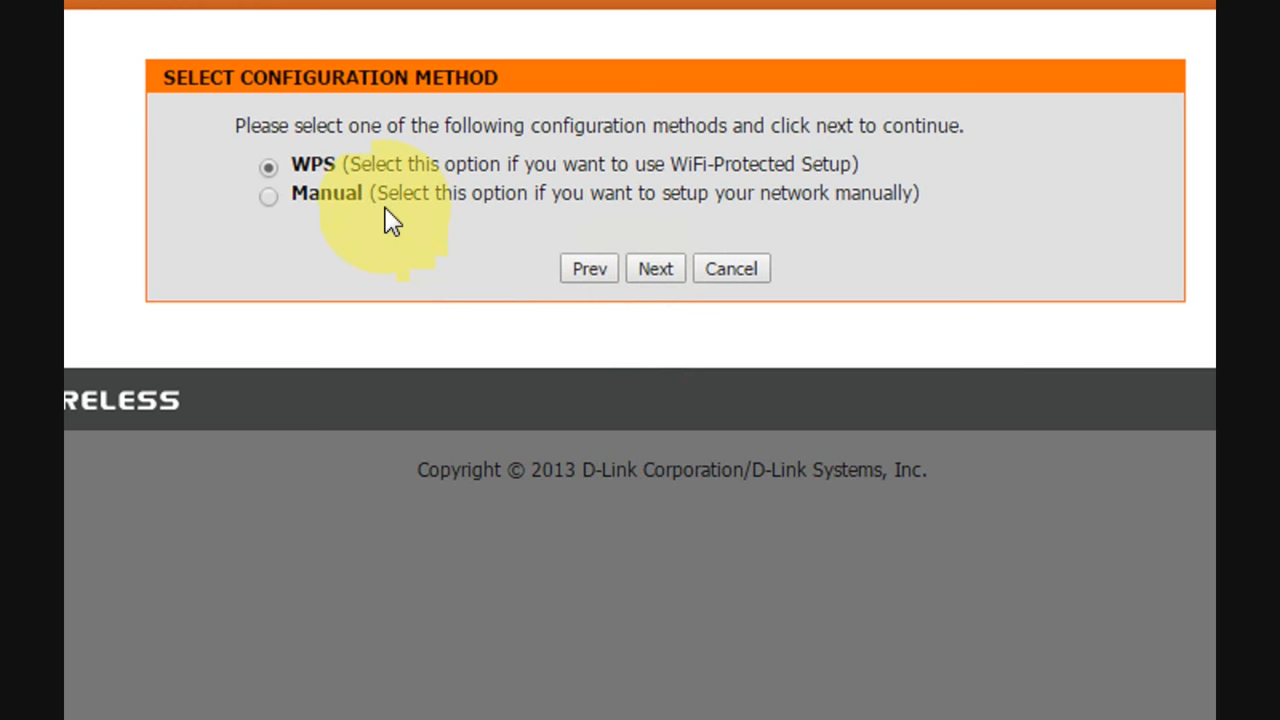 SELECT CONFIGURATION METHOD
Please select one of the following configuration methods and click next to continue.
WPS (Select this option if you want to use WiFi-Protected Setup)
Manual (Select this option if you want to setup your network manually)
Prev Next Cancel
RELESS
Copyright © 2013 D-Link Corporation/D-Link Systems, Inc.